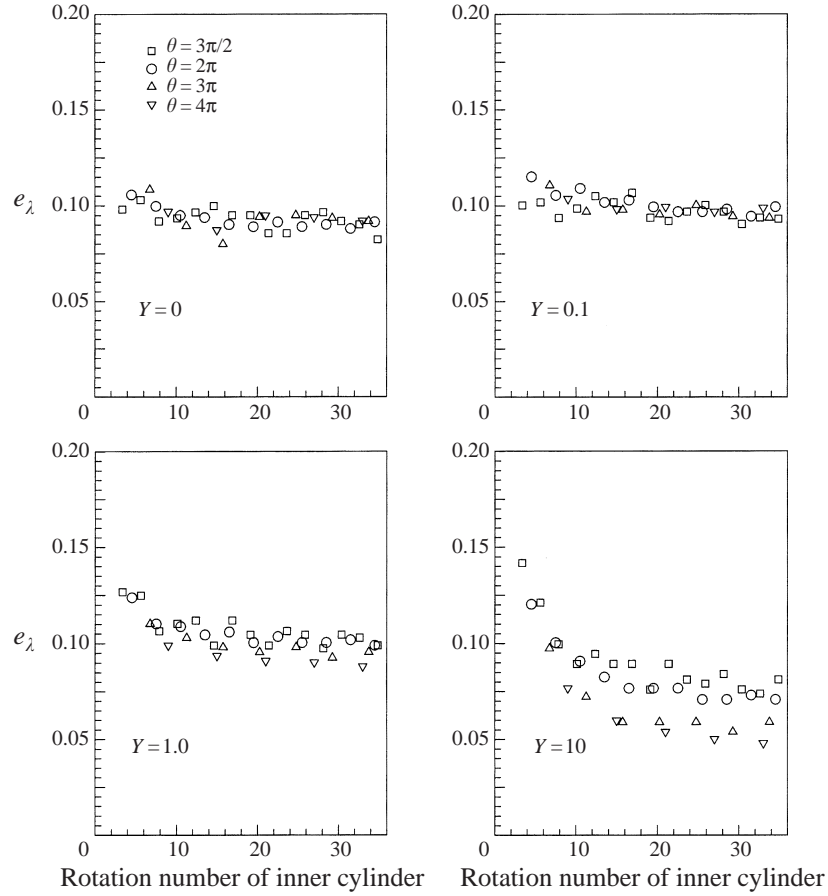 0.20
0.15
0.10
0.05
0
10
20
30
eλ
θ = 3π/2
θ = 2π
θ = 3π
θ = 4π
Y = 0
0.20
0.15
0.10
0.05
0
10
20
30
Y = 0.1
0.20
0.15
0.10
0.05
0
10
20
30
eλ
Y = 1.0
Rotation number of inner cylinder
0.20
0.15
0.10
0.05
0
10
20
30
Y = 10
Rotation number of inner cylinder